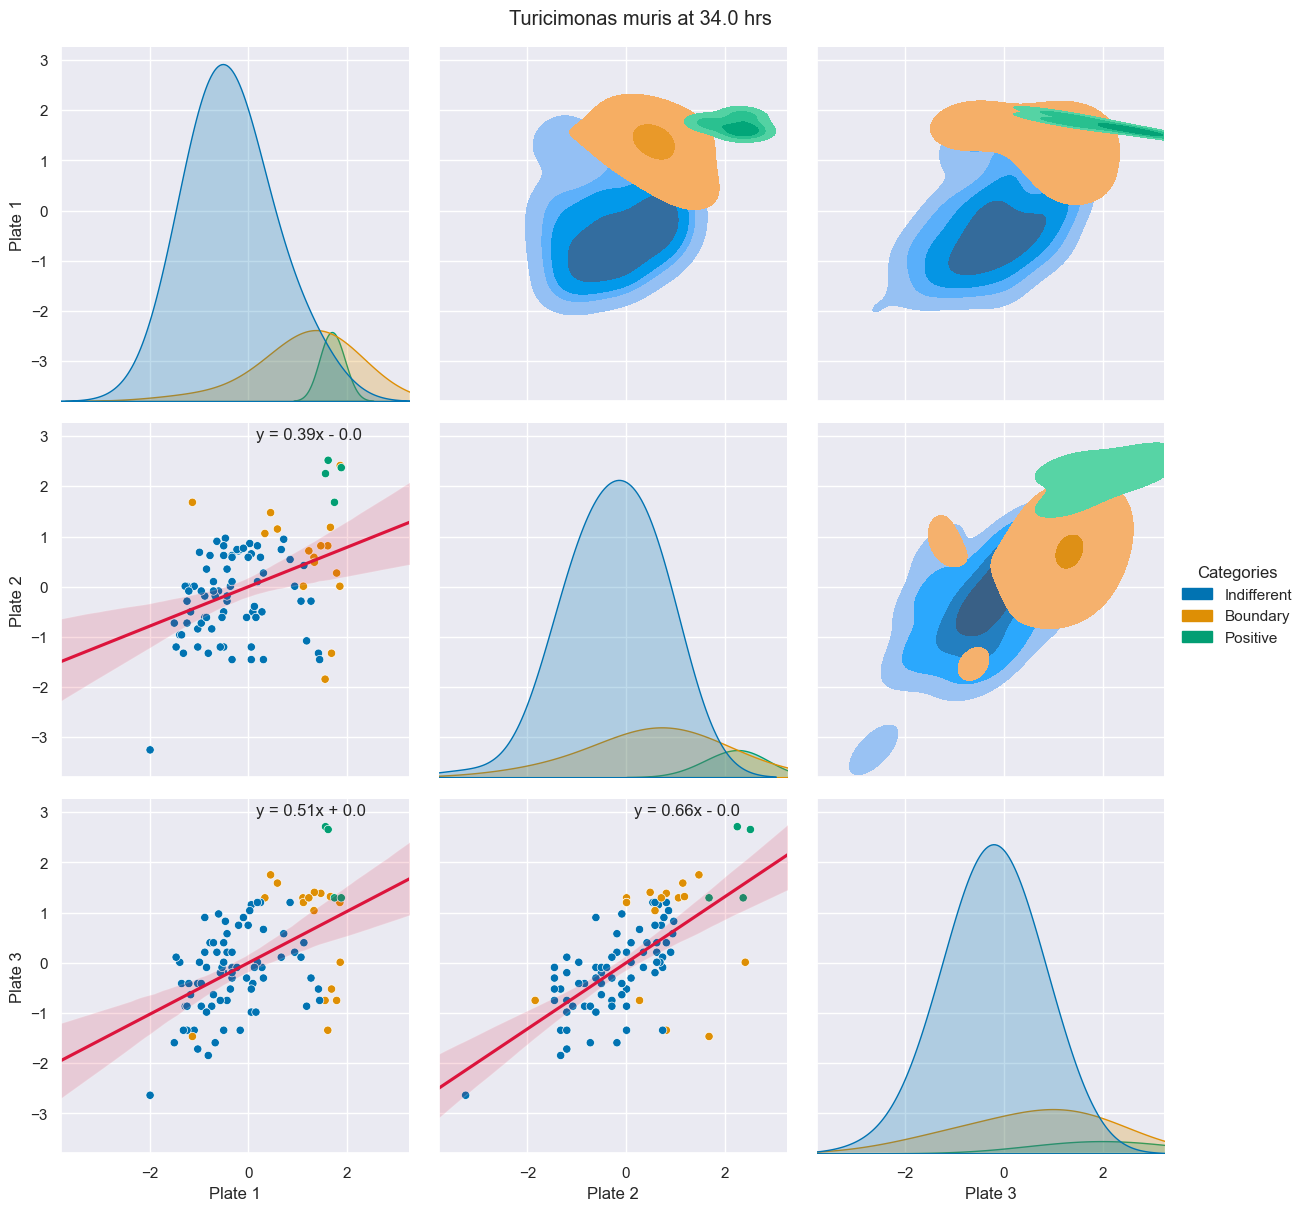 Turicimonas muris at 34.0 hrs
3
2
1
0
−1
−2
−3
Plate 1
y = 0.39x - 0.0
3
2
1
0
−1
−2
−3
Plate 2
Categories
Indifferent
Boundary
Positive
y = 0.51x + 0.0
y = 0.66x - 0.0
3
2
1
0
−1
−2
−3
Plate 3
−2 0 2
−2 0 2
−2 0 2
Plate 1
Plate 2
Plate 3